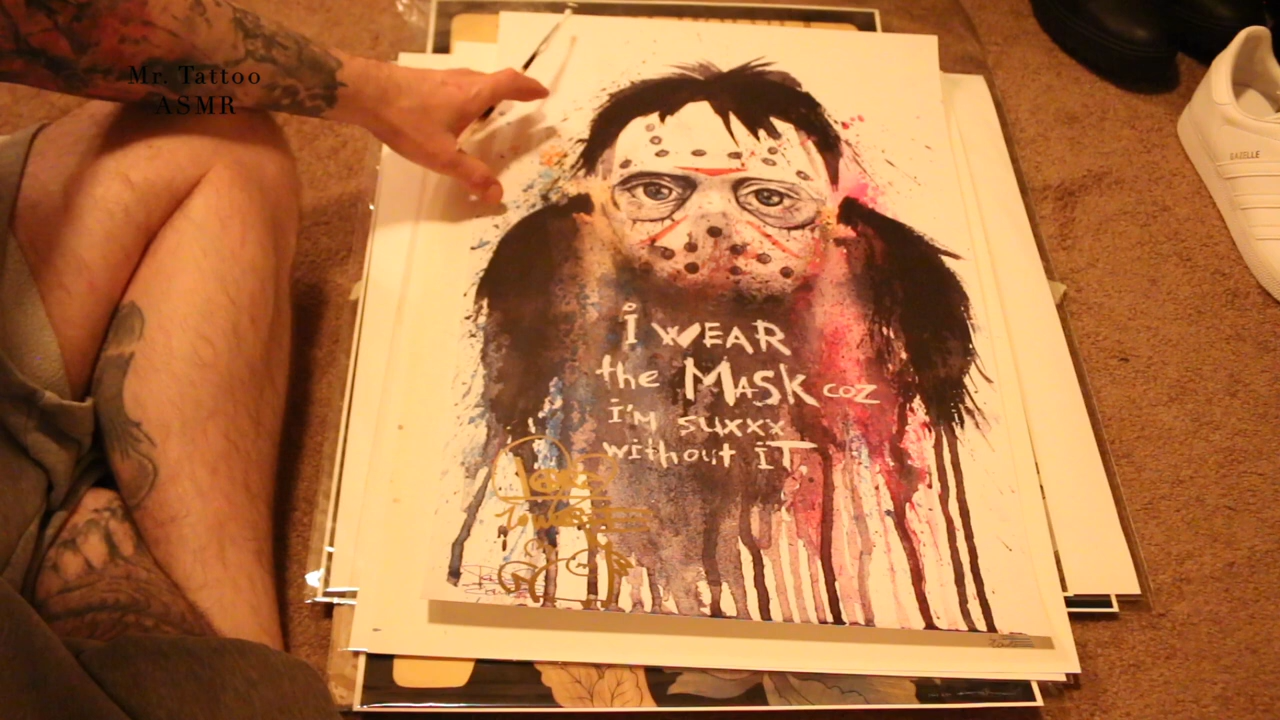 Mr. Tattoo
ASMR
GAZELLE
I WEAR
the MASK COZ
I'M SUXXX
without IT